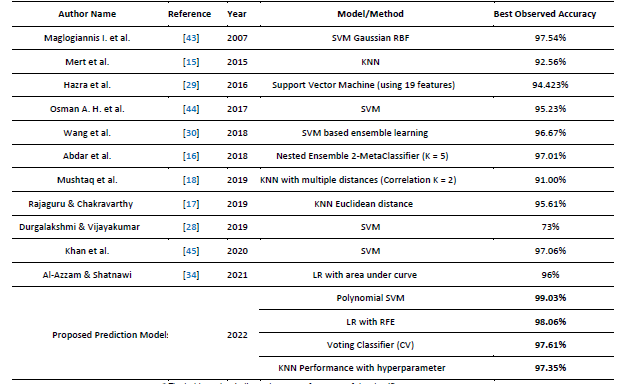 Author Name Reference Year Model/Method Best Observed Accuracy
Maglogiannis I. et al. [43] 2007 SVM Gaussian RBF 97.54%
Mert et al. [15] 2015 KNN 92.56%
Hazra et al. [29] 2016 Support Vector Machine (using 19 features) 94.423%
Osman A. H. et al. [44] 2017 SVM 95.23%
Wang et al. [30] 2018 SVM based ensemble learning 96.67%
Abdar et al. [16] 2018 Nested Ensemble 2-MetaClassifier (K = 5) 97.01%
Mushtaq et al. [18] 2019 KNN with multiple distances (Correlation K = 2) 91.00%
Rajaguru & Chakravarthy [17] 2019 KNN Euclidean distance 95.61%
Durgalakshmi & Vijayakumar [28] 2019 SVM 73%
Khan et al. [45] 2020 SVM 97.06%
Al-Azzam & Shatnawi [34] 2021 LR with area under curve 96%
Proposed Prediction Models 2022 Polynomial SVM 99.03%
LR with RFE 98.06%
Voting Classifier (CV) 97.61%
KNN Performance with hyperparameter 97.35%